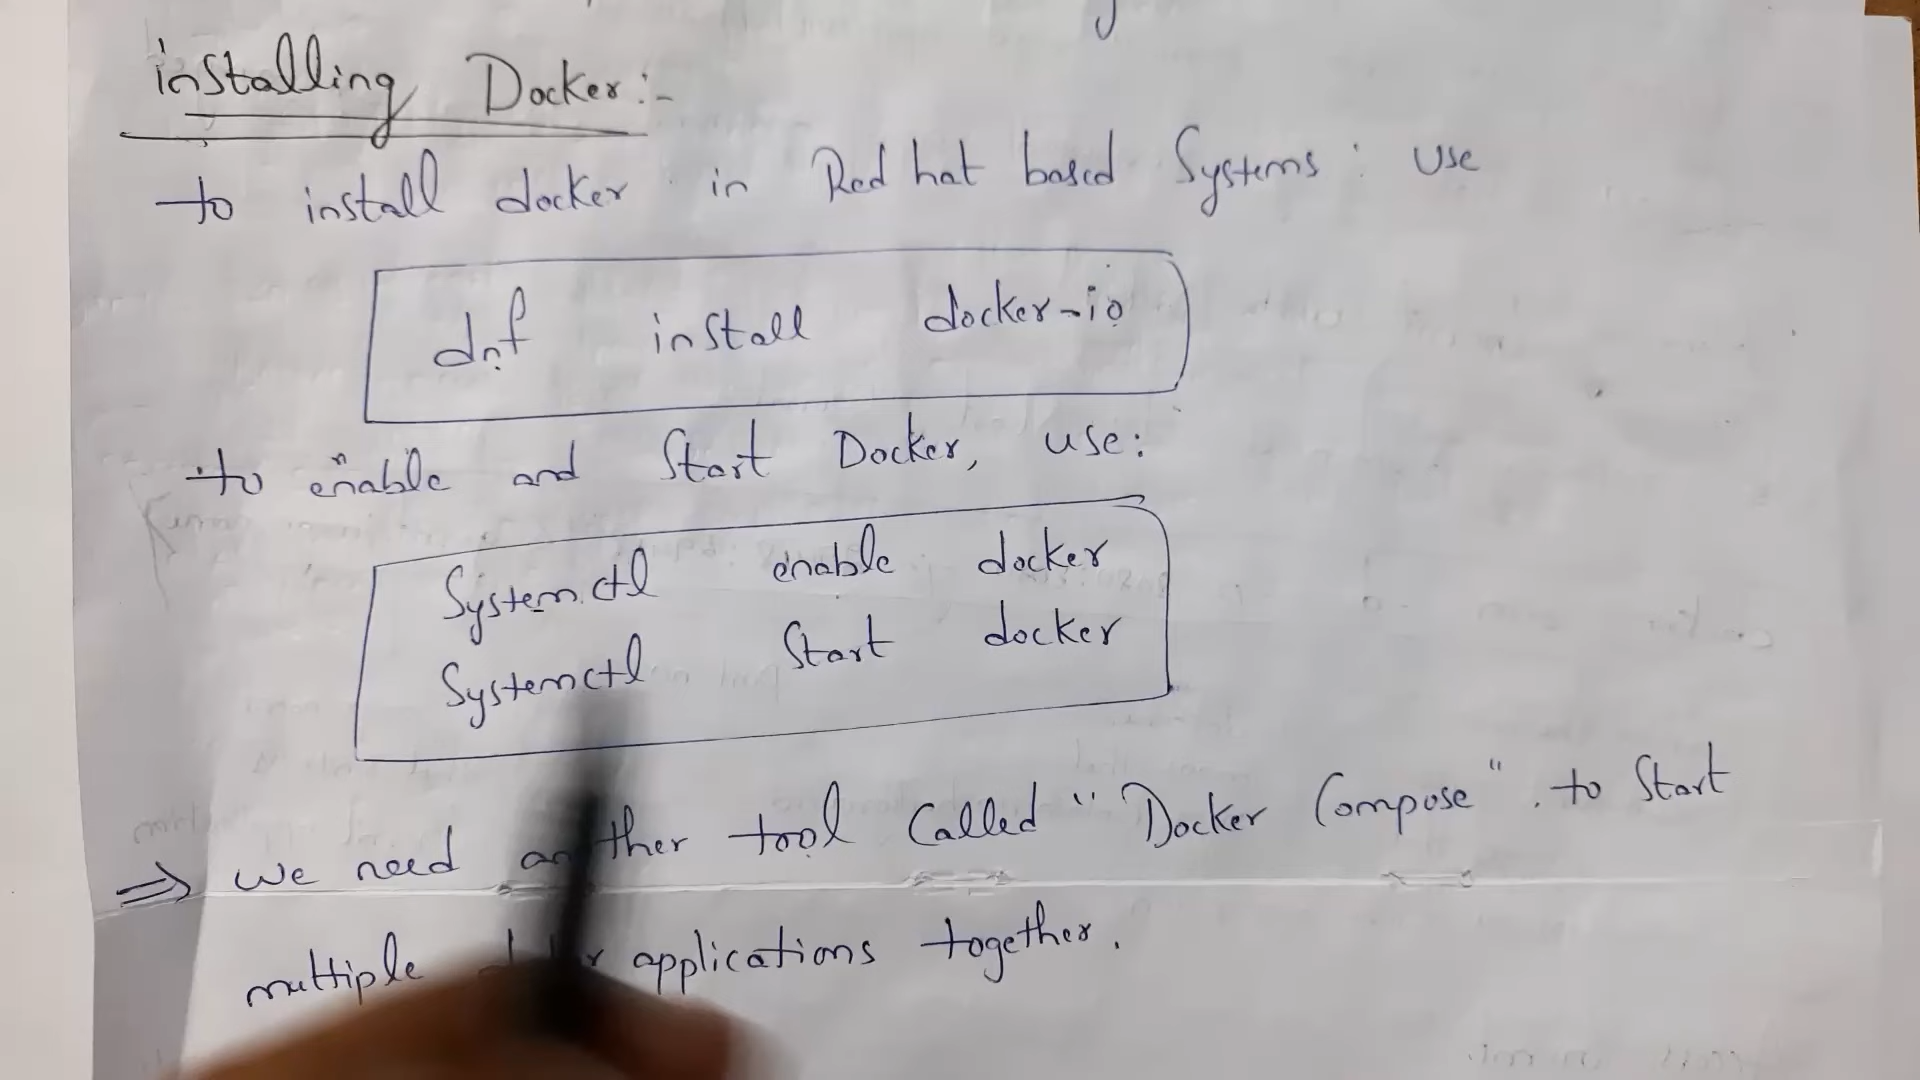 installing Docker:-
to install docker in Red hat based Systems: use
dnf install docker-io
to enable and Start Docker, use:
Systemctl enable docker
Systemctl Start docker
⇒ We need another tool Called "Docker Compose". to Start
multiple applications together.